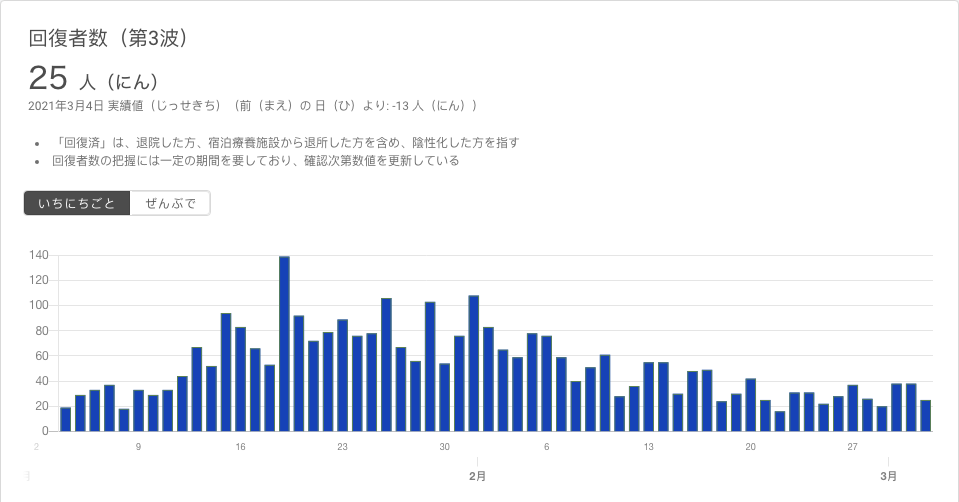 回復者数（第3波）
25 人（にん）
2021年3月4日 実績値（じっせきち）（前（まえ）の 日（ひ）より: -13 人（にん））
• 「回復済」は、退院した方、宿泊療養施設から退所した方を含め、陰性化した方を指す
• 回復者数の把握には一定の期間を要しており、確認次第数値を更新している
いちにちごと ぜんぶで
140
120
100
80
60
40
20
0
2 9 16 23 30 6 13 20 27
2月 3月